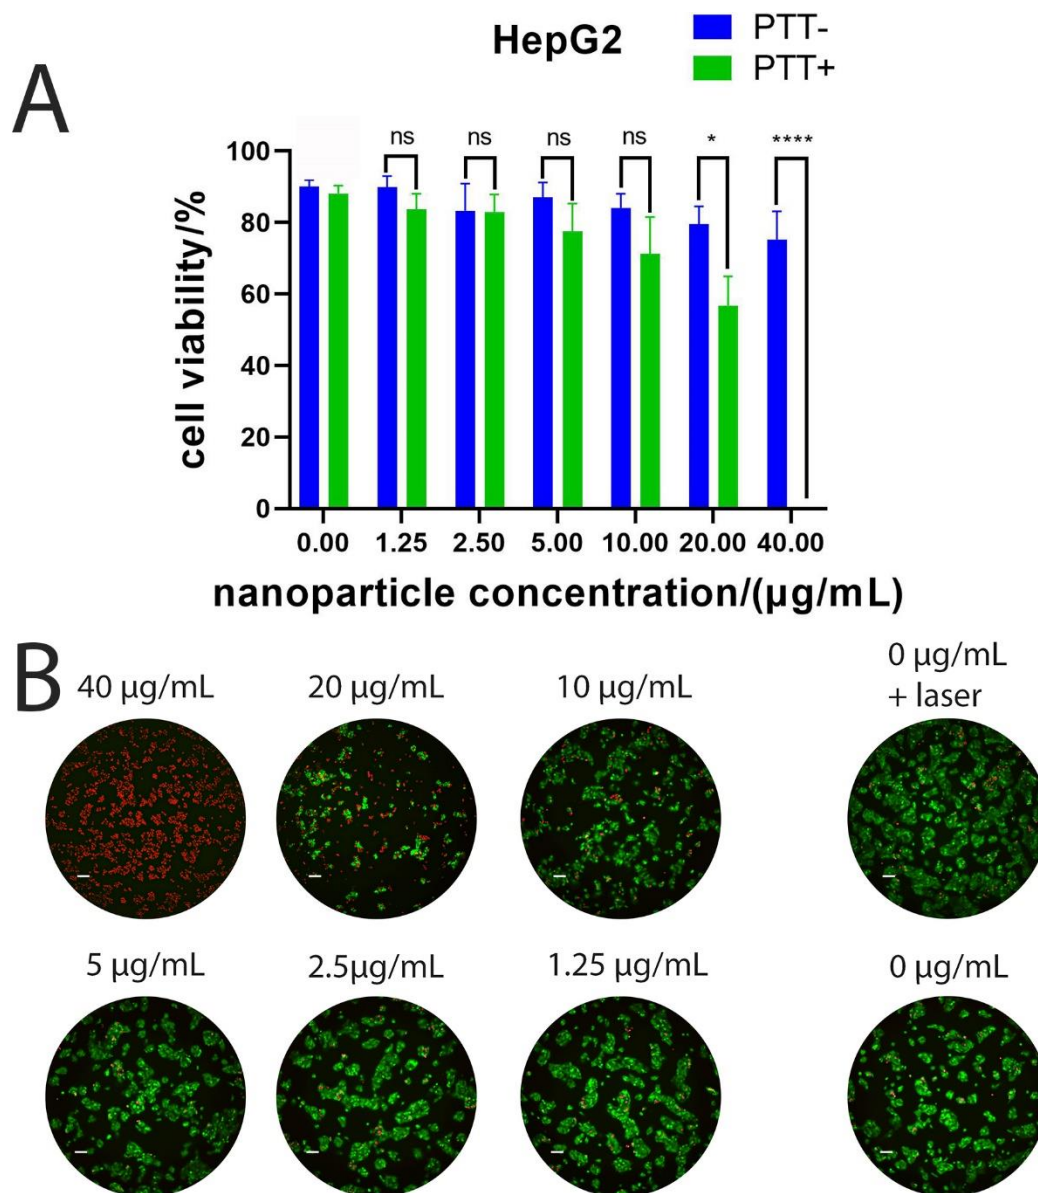 HepG2
PTT-
PTT+
A
ns
ns
ns
ns
*
****
100
80
60
40
20
0
cell viability/%
0.00 1.25 2.50 5.00 10.00 20.00 40.00
nanoparticle concentration/(µg/mL)
B
40 µg/mL
20 µg/mL
10 µg/mL
0 µg/mL
+ laser
5 µg/mL
2.5µg/mL
1.25 µg/mL
0 µg/mL